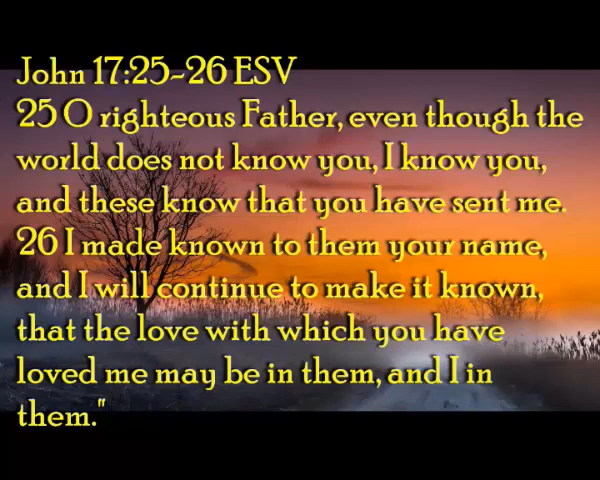 John 17:25-26 ESV
25 O righteous Father, even though the
world does not know you, I know you,
and these know that you have sent me.
26 I made known to them your name,
and I will continue to make it known,
that the love with which you have
loved me may be in them, and I in
them."